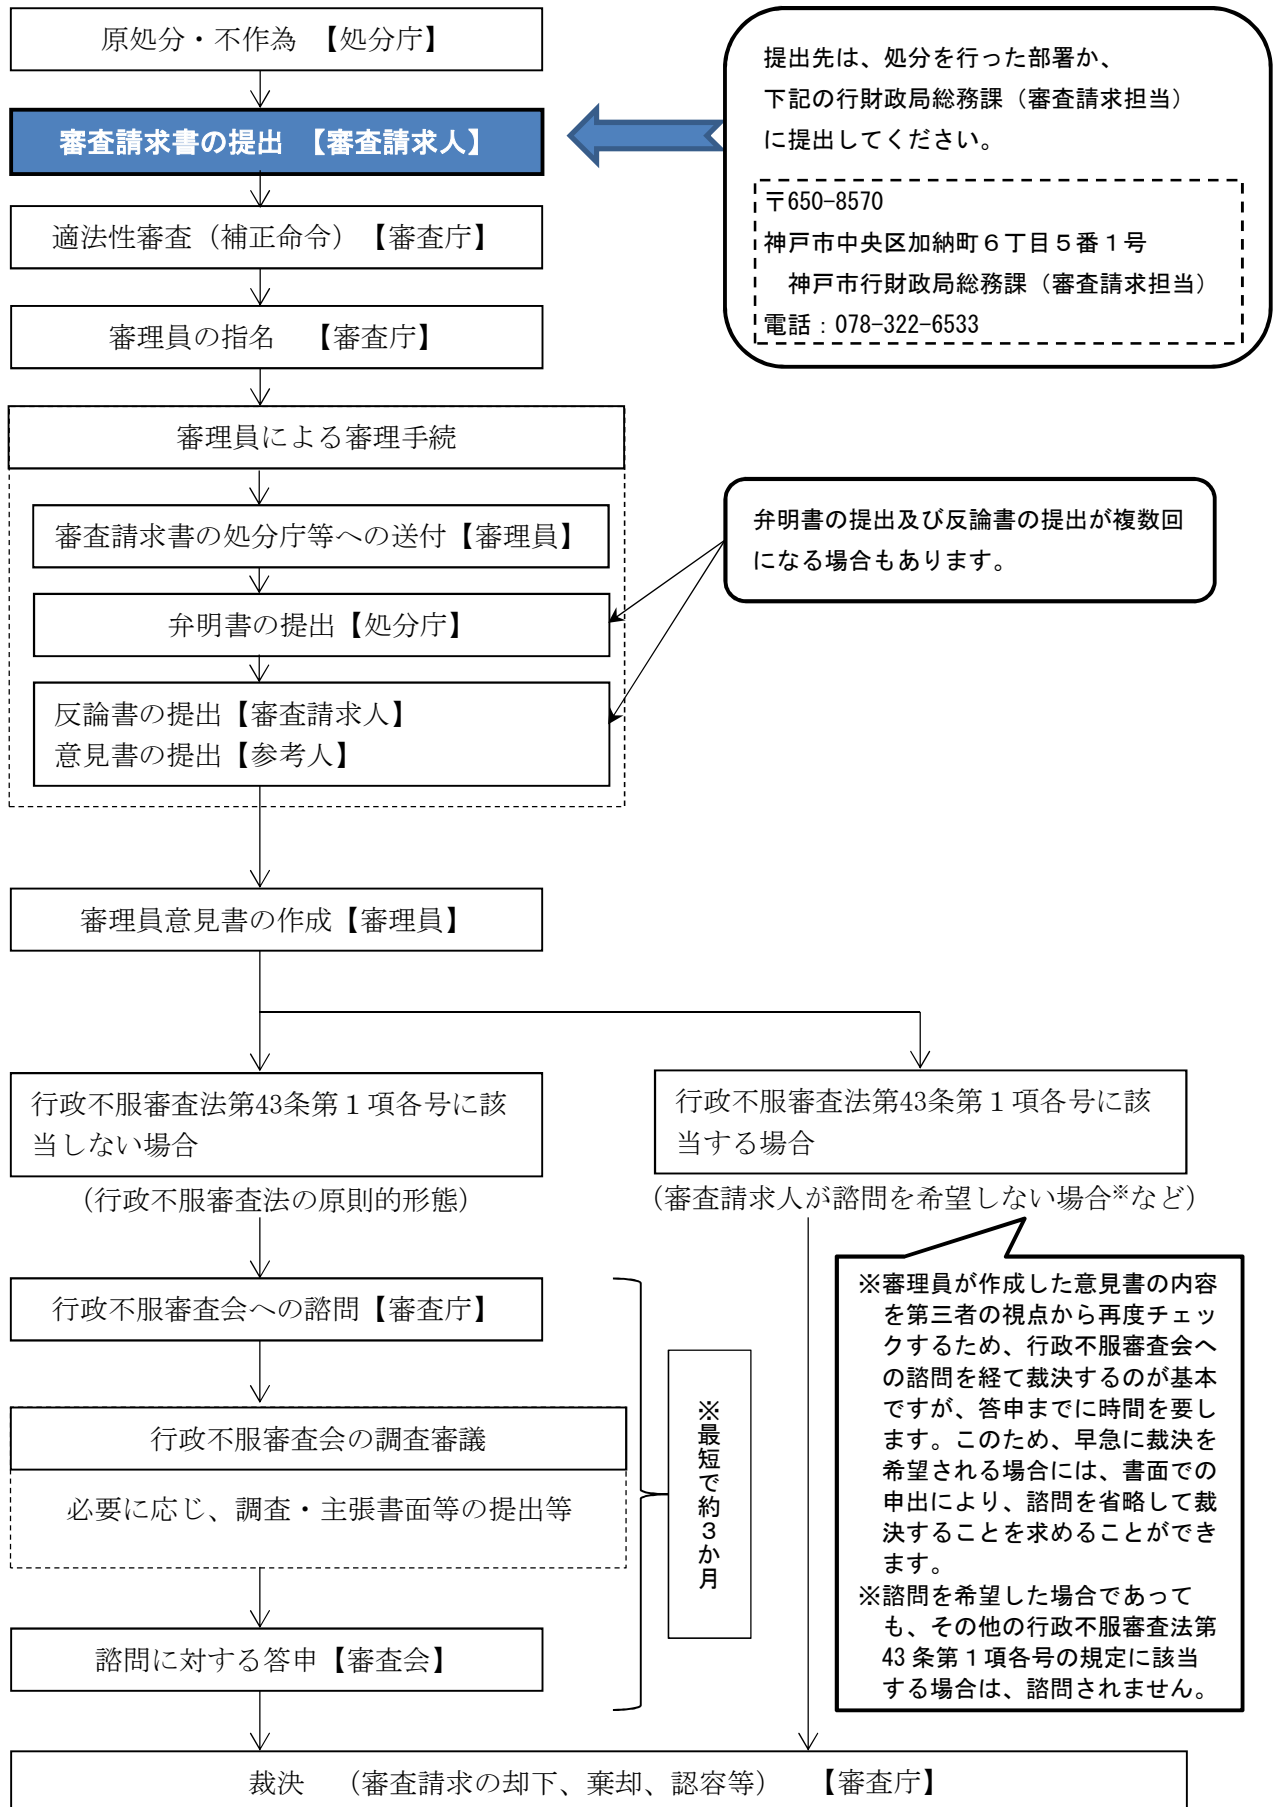 原処分・不作為　【処分庁】
提出先は、処分を行った部署か、
下記の行財政局総務課（審査請求担当）
に提出してください。
〒650-8570
神戸市中央区加納町６丁目５番１号
神戸市行財政局総務課（審査請求担当）
電話：078-322-6533
審査請求書の提出　【審査請求人】
適法性審査（補正命令）【審査庁】
審理員の指名　【審査庁】
審理員による審理手続
審査請求書の処分庁等への送付【審理員】
弁明書の提出【処分庁】
反論書の提出【審査請求人】
意見書の提出【参考人】
弁明書の提出及び反論書の提出が複数回
になる場合もあります。
審理員意見書の作成【審理員】
行政不服審査法第43条第１項各号に該
当しない場合
（行政不服審査法の原則的形態）
行政不服審査法第43条第１項各号に該
当する場合
（審査請求人が諮問を希望しない場合※など）
行政不服審査会への諮問【審査庁】
行政不服審査会の調査審議
必要に応じ、調査・主張書面等の提出等
諮問に対する答申【審査会】
※最短で約３か月
※審理員が作成した意見書の内容
を第三者の視点から再度チェッ
クするため、行政不服審査会へ
の諮問を経て裁決するのが基本
ですが、答申までに時間を要し
ます。このため、早急に裁決を
希望される場合には、書面での
申出により、諮問を省略して裁
決することを求めることができ
ます。
※諮問を希望した場合であって
も、その他の行政不服審査法第
43条第１項各号の規定に該当
する場合は、諮問されません。
裁決　（審査請求の却下、棄却、認容等）　【審査庁】